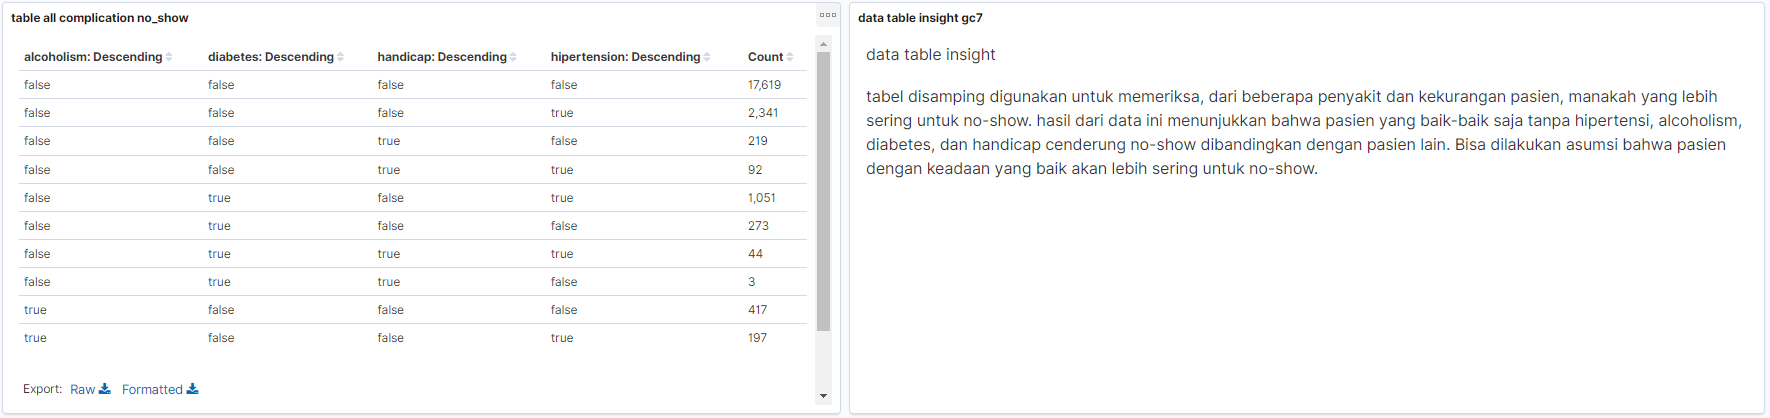 table all complication no_show
alcoholism: Descending diabetes: Descending handicap: Descending hipertension: Descending Count
false false false false 17,619
false false false true 2,341
false false true false 219
false false true true 92
false true false true 1,051
false true false false 273
false true true true 44
false true true false 3
true false false false 417
true false false true 197
Export: Raw Formatted
data table insight gc7
data table insight
tabel disamping digunakan untuk memeriksa, dari beberapa penyakit dan kekurangan pasien, manakah yang lebih
sering untuk no-show. hasil dari data ini menunjukkan bahwa pasien yang baik-baik saja tanpa hipertensi, alcoholism,
diabetes, dan handicap cenderung no-show dibandingkan dengan pasien lain. Bisa dilakukan asumsi bahwa pasien
dengan keadaan yang baik akan lebih sering untuk no-show.